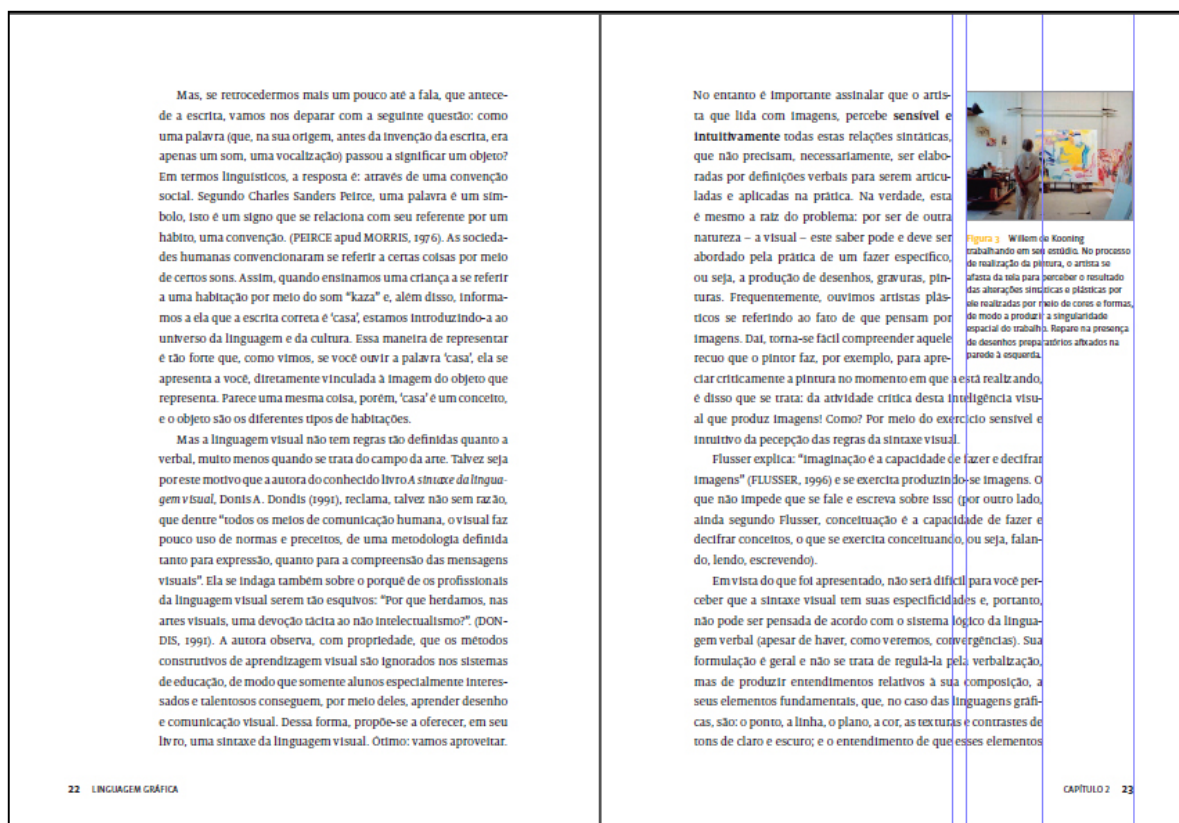 Mas, se retrocedermos mais um pouco até a fala, que antece-
de a escrita, vamos nos deparar com a seguinte questão: como
uma palavra (que, na sua origem, antes da invenção da escrita, era
apenas um som, uma vocalização) passou a significar um objeto?
Em termos linguísticos, a resposta é: através de uma convenção
social. Segundo Charles Sanders Peirce, uma palavra é um sím-
bolo, isto é um signo que se relaciona com seu referente por um
hábito, uma convenção. (PEIRCE apud MORRIS, 1976). As socieda-
des humanas convencionaram se referir a certas coisas por meio
de certos sons. Assim, quando ensinamos uma criança a se referir
a uma habitação por meio do som “kaza” e, além disso, informa-
mos a ela que a escrita correta é ‘casa’, estamos introduzindo-a ao
universo da linguagem e da cultura. Essa maneira de representar
é tão forte que, como vimos, se você ouvir a palavra ‘casa’, ela se
apresenta a você, diretamente vinculada à imagem do objeto que
representa. Parece uma mesma coisa, porém, ‘casa’ é um conceito,
e o objeto são os diferentes tipos de habitações.
Mas a linguagem visual não tem regras tão definidas quanto a
verbal, muito menos quando se trata do campo da arte. Talvez seja
por este motivo que a autora do conhecido livro A sintaxe da lingua-
gem visual, Donis A. Dondis (1991), reclama, talvez não sem razão,
que dentre “todos os meios de comunicação humana, o visual faz
pouco uso de normas e preceitos, de uma metodologia definida
tanto para expressão, quanto para a compreensão das mensagens
visuais”. Ela se indaga também sobre o porquê de os profissionais
da linguagem visual serem tão esquivos: “Por que herdamos, nas
artes visuais, uma devoção tácita ao não intelectualismo?”. (DON-
DIS, 1991). A autora observa, com propriedade, que os métodos
construtivos de aprendizagem visual são ignorados nos sistemas
de educação, de modo que somente alunos especialmente interes-
sados e talentosos conseguem, por meio deles, aprender desenho
e comunicação visual. Dessa forma, propõe-se a oferecer, em seu
livro, uma sintaxe da linguagem visual. Ótimo: vamos aproveitar.
22 LINGUAGEM GRÁFICA
No entanto é importante assinalar que o artis-
ta que lida com imagens, percebe sensível e
intuitivamente todas estas relações sintáticas,
que não precisam, necessariamente, ser elabo-
radas por definições verbais para serem articu-
ladas e aplicadas na prática. Na verdade, esta
é mesmo a raiz do problema: por ser de outra
natureza – a visual – este saber pode e deve ser
abordado pela prática de um fazer específico,
ou seja, a produção de desenhos, gravuras, pin-
turas. Frequentemente, ouvimos artistas plás-
ticos se referindo ao fato de que pensam por
imagens. Daí, torna-se fácil compreender aquele
recuo que o pintor faz, por exemplo, para apre-
ciar criticamente a pintura no momento em que a está realizando,
é disso que se trata: da atividade crítica desta inteligência visu-
al que produz imagens! Como? Por meio do exercício sensível e
intuitivo da pecepção das regras da sintaxe visual.
Flusser explica: “imaginação é a capacidade de fazer e decifrar
imagens” (FLUSSER, 1996) e se exercita produzindo-se imagens. O
que não impede que se fale e escreva sobre isso (por outro lado,
ainda segundo Flusser, conceituação é a capacidade de fazer e
decifrar conceitos, o que se exercita conceituando, ou seja, falan-
do, lendo, escrevendo).
Em vista do que foi apresentado, não será difícil para você per-
ceber que a sintaxe visual tem suas especificidades e, portanto,
não pode ser pensada de acordo com o sistema lógico da lingua-
gem verbal (apesar de haver, como veremos, convergências). Sua
formulação é geral e não se trata de regulá-la pela verbalização,
mas de produzir entendimentos relativos à sua composição, a
seus elementos fundamentais, que, no caso das linguagens gráfi-
cas, são: o ponto, a linha, o plano, a cor, as texturas e contrastes de
tons de claro e escuro; e o entendimento de que esses elementos
Figura 3 Willem de Kooning
trabalhando em seu estúdio. No processo
de realização da pintura, o artista se
afasta da tela para perceber o resultado
das alterações sintáticas e plásticas por
ele realizadas por meio de cores e formas,
de modo a produzir a singularidade
espacial do trabalho. Repare na presença
de desenhos preparatórios afixados na
parede à esquerda.
CAPÍTULO 2 23